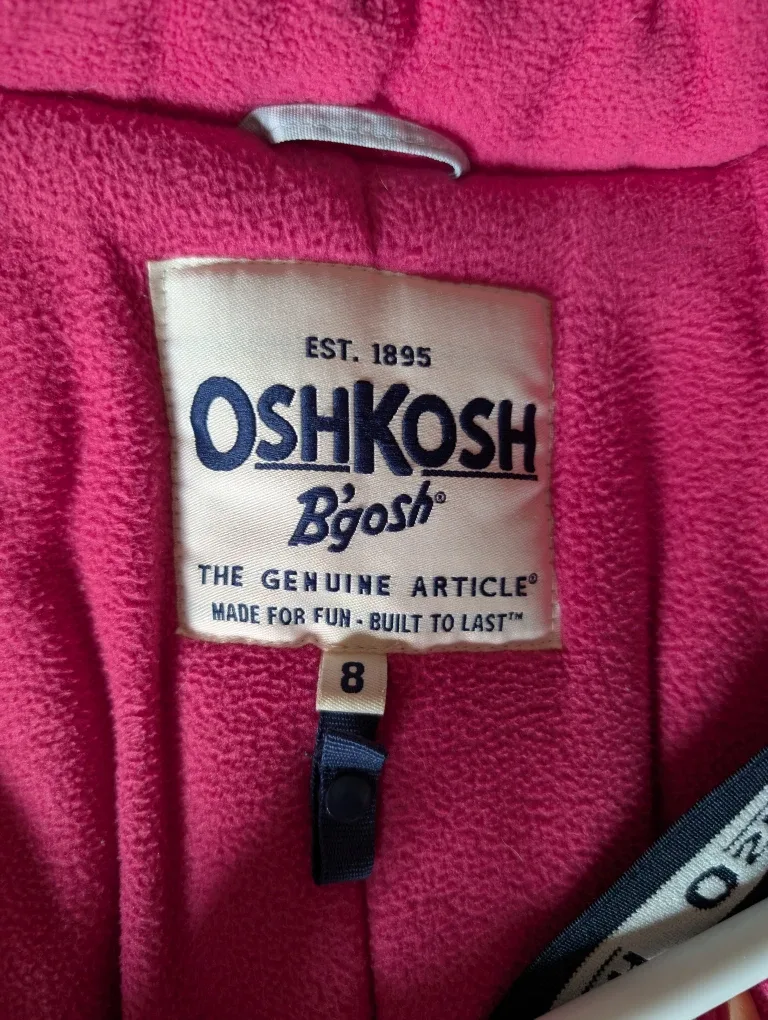 EST. 1895
OSHKOSH
B'gosh®
THE GENUINE ARTICLE®
MADE FOR FUN - BUILT TO LAST™
8